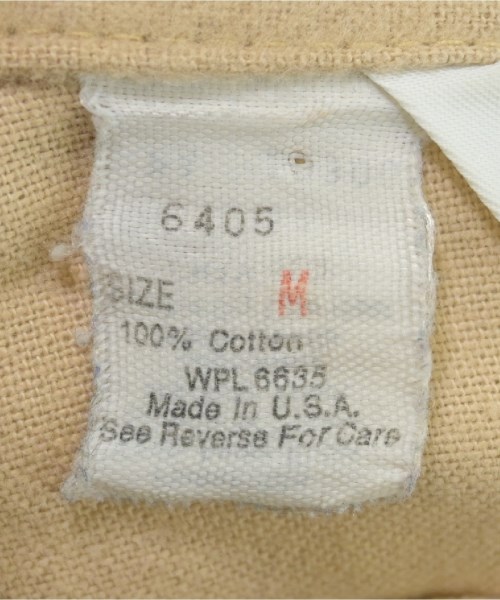 6405
SIZE M
100% Cotton
WPL 6635
Made In U.S.A.
See Reverse For Care